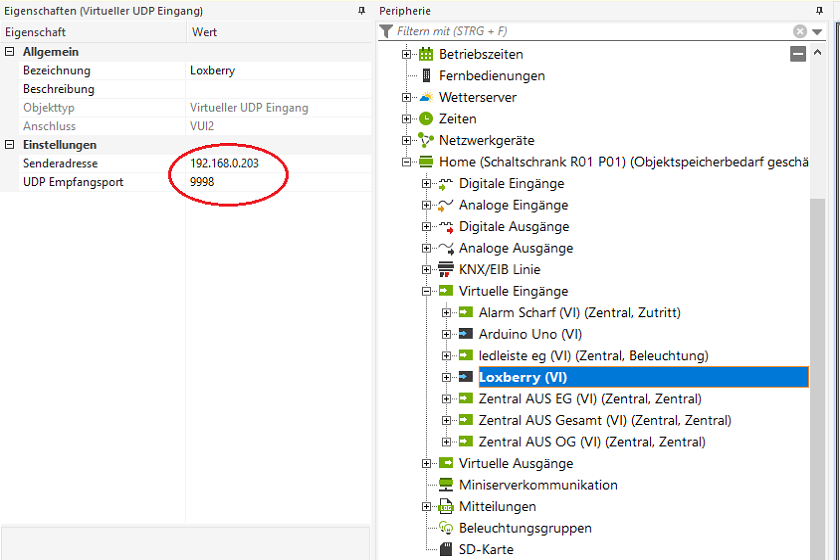 Eigenschaften (Virtueller UDP Eingang)
Eigenschaft Wert
Allgemein
Bezeichnung Loxberry
Beschreibung
Objekttyp Virtueller UDP Eingang
Anschluss VUI2
Einstellungen
Senderadresse 192.168.0.203
UDP Empfangsport 9998
Peripherie
Filtern mit (STRG + F)
Betriebszeiten
Fernbedienungen
Wetterserver
Zeiten
Netzwerkgeräte
Home (Schaltschrank R01 P01) (Objektspeicherbedarf geschä
Digitale Eingänge
Analoge Eingänge
Digitale Ausgänge
Analoge Ausgänge
KNX/EIB Linie
Virtuelle Eingänge
Alarm Scharf (VI) (Zentral, Zutritt)
Arduino Uno (VI)
ledleiste eg (VI) (Zentral, Beleuchtung)
Loxberry (VI)
Zentral AUS EG (VI) (Zentral, Zentral)
Zentral AUS Gesamt (VI) (Zentral, Zentral)
Zentral AUS OG (VI) (Zentral, Zentral)
Virtuelle Ausgänge
Miniserverkommunikation
Mitteilungen
Beleuchtungsgruppen
SD-Karte